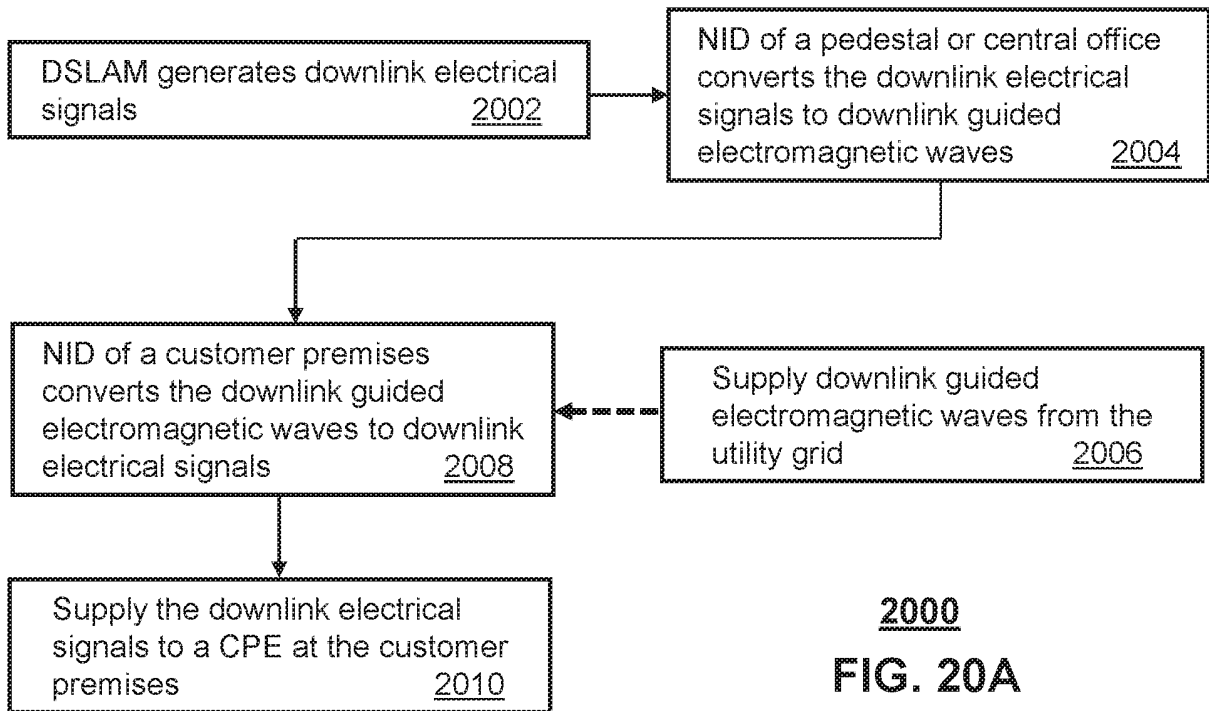 DSLAM generates downlink electrical
signals 2002
NID of a pedestal or central office
converts the downlink electrical
signals to downlink guided
electromagnetic waves 2004
NID of a customer premises
converts the downlink guided
electromagnetic waves to downlink
electrical signals 2008
Supply downlink guided
electromagnetic waves from the
utility grid 2006
Supply the downlink electrical
signals to a CPE at the customer
premises 2010
2000
FIG. 20A